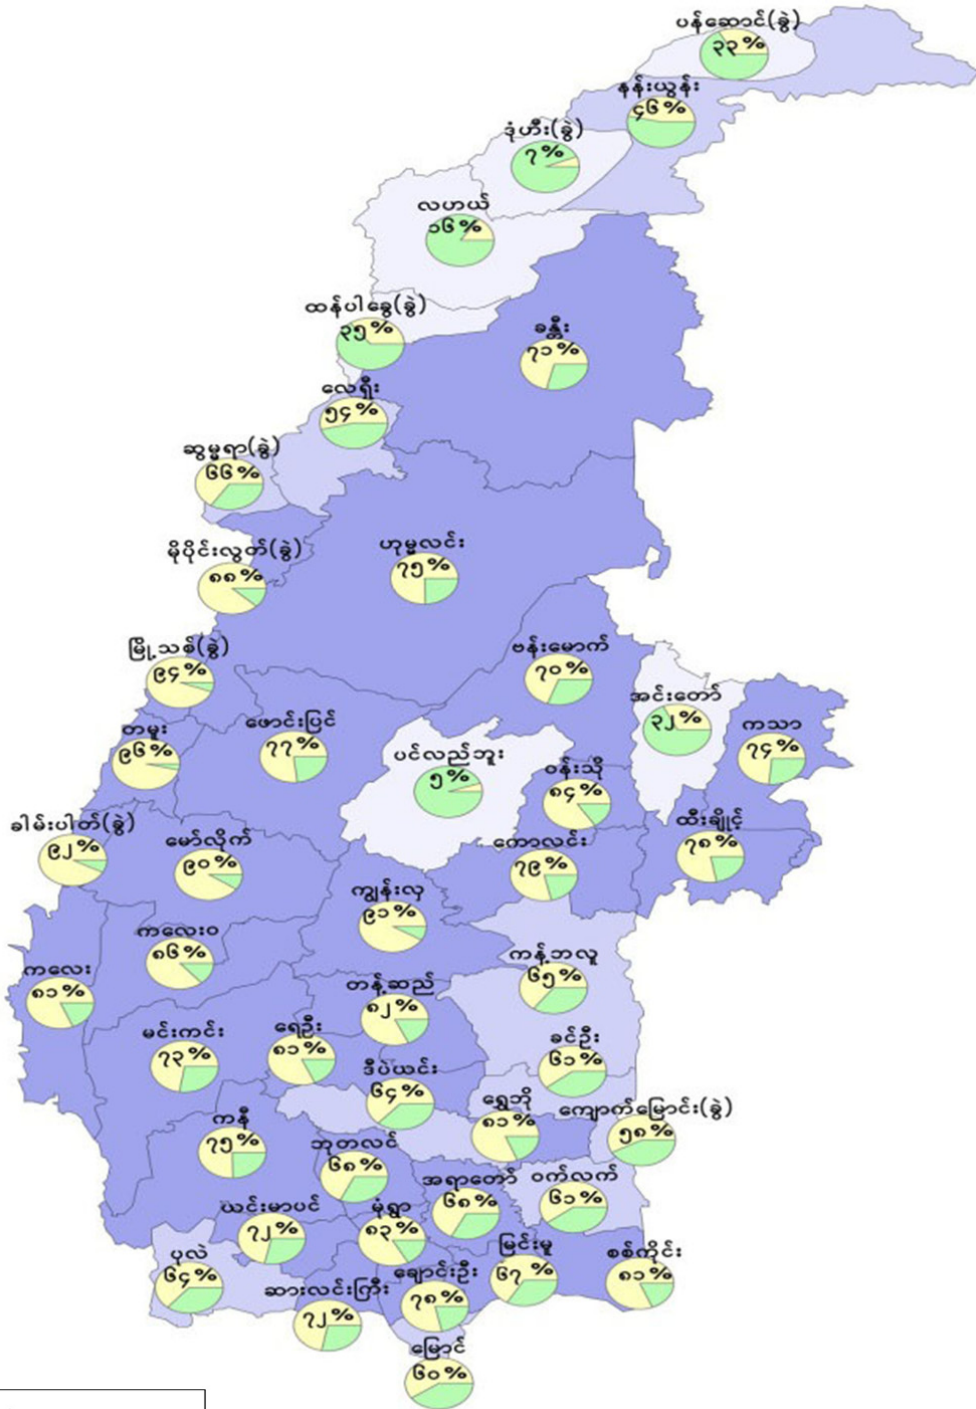 ပန်ဆောင်(ခွဲ)
၃၃%
နန်းယွန်း
၄၆%
ဒုံဟီး(ခွဲ)
၇%
လဟယ်
၁၆%
ထန်ပါခွေ(ခွဲ)
၃၅%
ခန္တီး
၇၁%
လေရှီး
၅၄%
ဆွမ္မရာ(ခွဲ)
၆၆%
မိုပိုင်းလွတ်(ခွဲ)
၈၈%
ဟုမ္မလင်း
၇၅%
မြို့သစ်(ခွဲ)
၉၄%
ဗန်းမောက်
၇၀%
အင်းတော်
၃၂%
ကသာ
၇၄%
တမူး
၉၆%
ဖောင်းပြင်
၇၇%
ပင်လည်ဘူး
၅%
ဝန်းသို
၈၄%
ထီးချိုင့်
၇၈%
ခါမ်းပါတ်(ခွဲ)
၉၂%
မော်လိုက်
၉၀%
ကောလင်း
၇၉%
ကျွန်းလှ
၉၁%
ကလေးဝ
၈၆%
ကန့်ဘလူ
၆၅%
ကလေး
၈၁%
တန့်ဆည်
၈၂%
မင်းကင်း
၇၃%
ရေဦး
၈၁%
ခင်ဦး
၆၁%
ဒီပဲယင်း
၆၄%
ရွှေဘို
၈၁%
ကျောက်မြောင်း(ခွဲ)
၅၈%
ကနီ
၇၅%
ဘုတလင်
၆၈%
အရာတော်
၆၈%
ဝက်လက်
၆၁%
ယင်းမာပင်
၇၂%
မုံရွာ
၈၃%
မြင်းမူ
၆၇%
စစ်ကိုင်း
၈၁%
ပုလဲ
၆၄%
ဆားလင်းကြီး
၇၂%
ချောင်းဦး
၇၈%
မြောင်
၆၀%